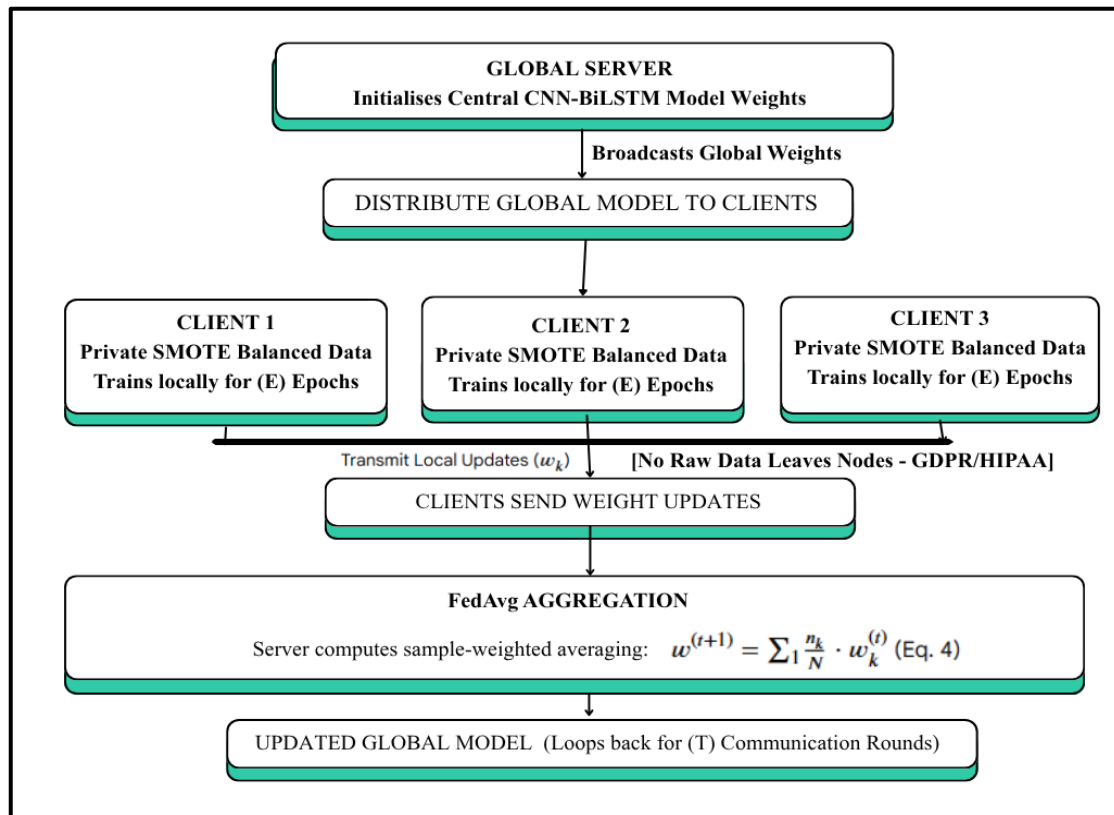 GLOBAL SERVER
Initialises Central CNN-BiLSTM Model Weights
Broadcasts Global Weights
DISTRIBUTE GLOBAL MODEL TO CLIENTS
CLIENT 1
Private SMOTE Balanced Data
Trains locally for (E) Epochs
CLIENT 2
Private SMOTE Balanced Data
Trains locally for (E) Epochs
CLIENT 3
Private SMOTE Balanced Data
Trains locally for (E) Epochs
Transmit Local Updates (w_k)
[No Raw Data Leaves Nodes - GDPR/HIPAA]
CLIENTS SEND WEIGHT UPDATES
FedAvg AGGREGATION
Server computes sample-weighted averaging: w^(t+1) = ∑_1 n_k/N · w_k^(t) (Eq. 4)
UPDATED GLOBAL MODEL (Loops back for (T) Communication Rounds)